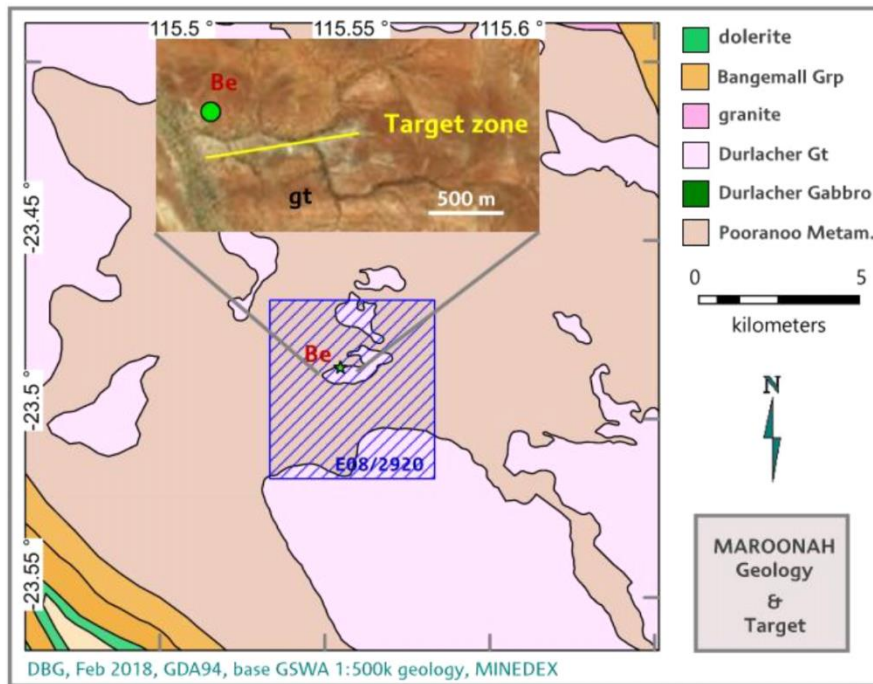 115.5 °
115.55 °
115.6 °
Be
Target zone
gt
500 m
-23.45
-23.5 °
-23.55 °
Be
E08/2920
dolerite
Bangemall Grp
granite
Durlacher Gt
Durlacher Gabbro
Pooranoo Metam.
0 5
kilometers
N
MAROONAH
Geology
&
Target
DBG, Feb 2018, GDA94, base GSWA 1:500k geology, MINEDEX